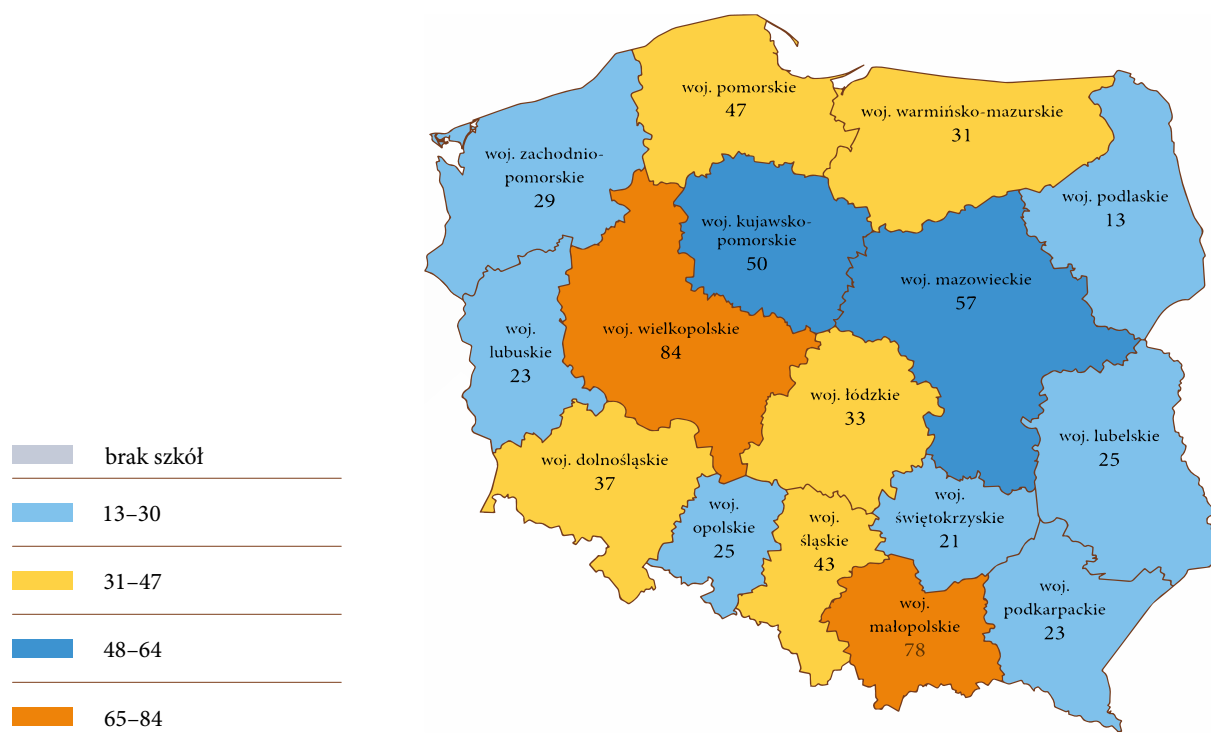 woj. pomorskie
47
woj. warmińsko-mazurskie
31
woj. zachodnio-
pomorskie
29
woj. podlaskie
13
woj. kujawsko-
pomorskie
50
woj. mazowieckie
57
woj. wielkopolskie
84
woj.
lubuskie
23
woj. łódzkie
33
woj. lubelskie
25
woj. dolnośląskie
37
woj.
opolskie
25
woj.
śląskie
43
woj.
świętokrzyskie
21
woj.
podkarpackie
23
woj.
małopolskie
78
brak szkół
13–30
31–47
48–64
65–84